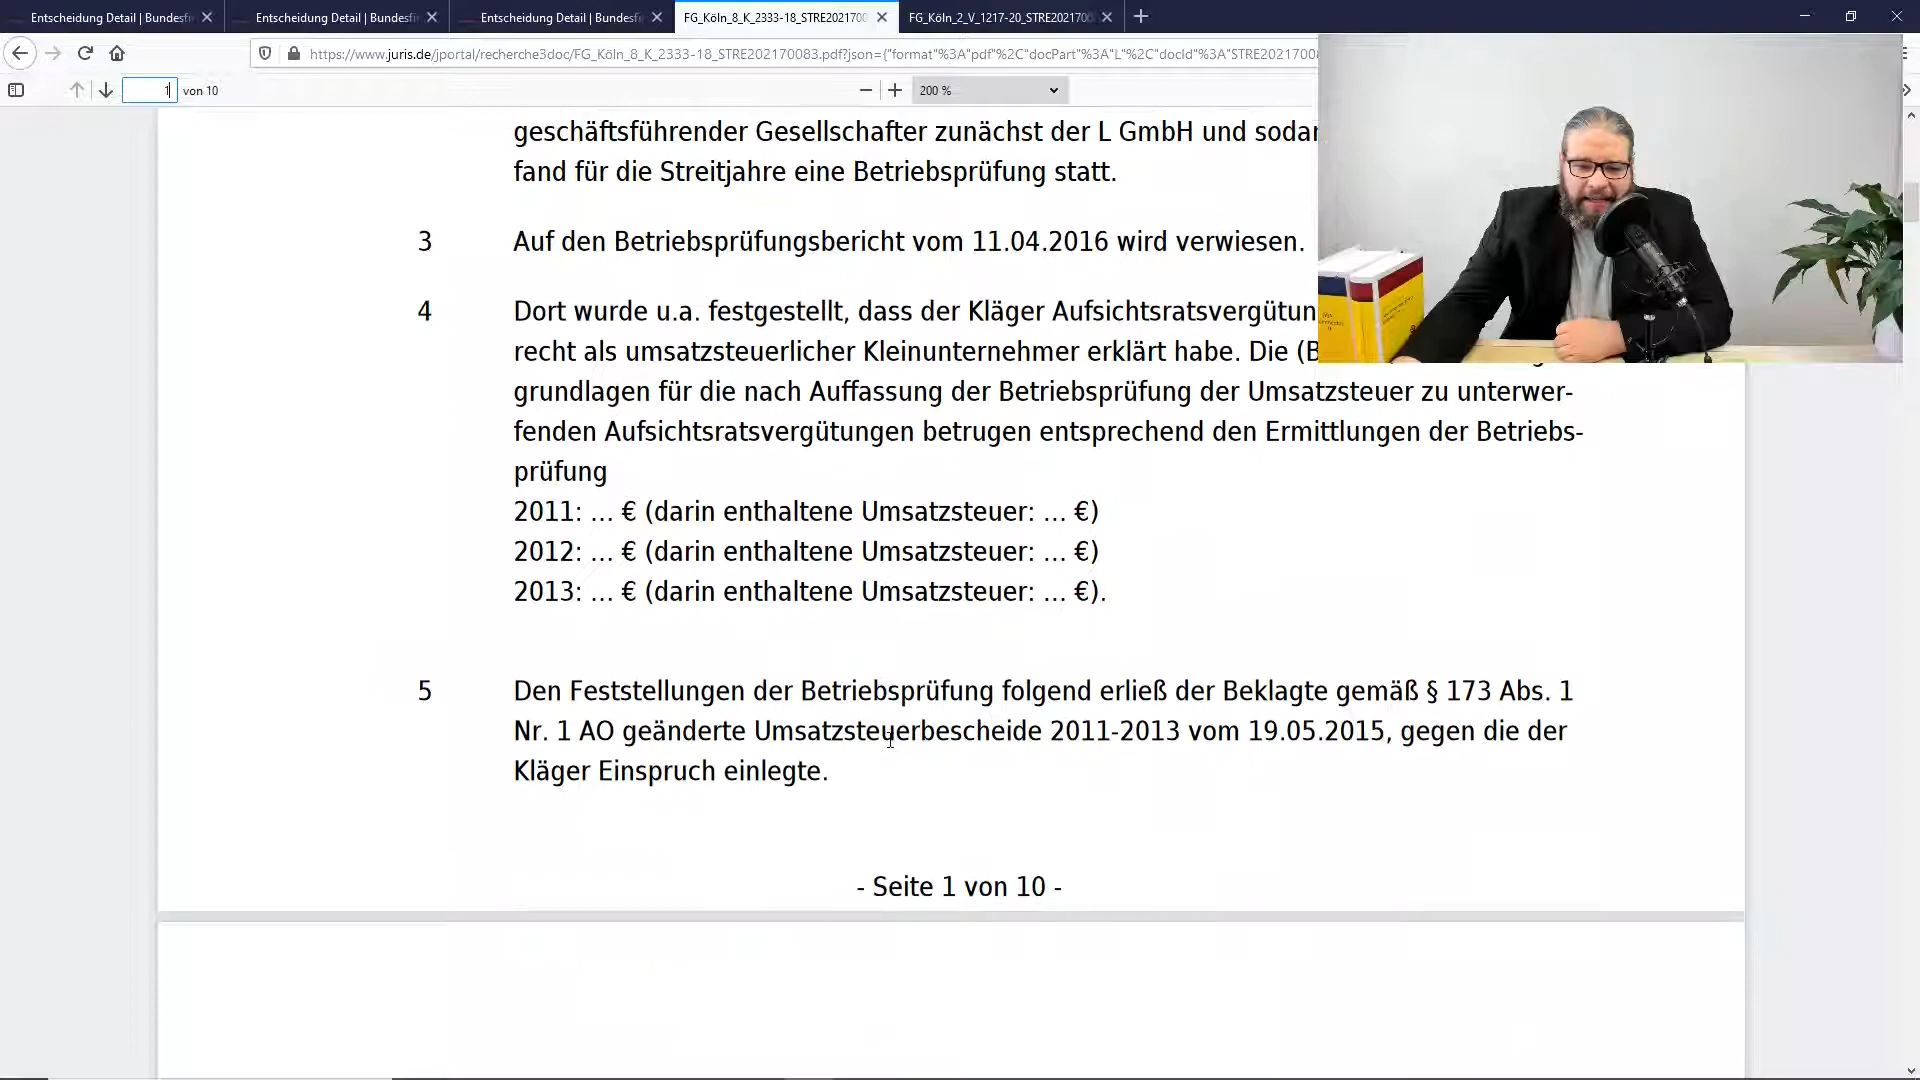 Entscheidung Detail | Bundesfi
Entscheidung Detail | Bundesfi
Entscheidung Detail | Bundesfi
FG_Köln_8_K_2333-18_STRE2021700
FG_Köln_2_V_1217-20_STRE2021700
https://www.juris.de/jportal/recherche3doc/FG_Köln_8_K_2333-18_STRE202170083.pdf?json={"format"%3A"pdf"%2C"docPart"%3A"L"%2C"docId"%3A"STRE20217008
1 von 10
200 %
geschäftsführender Gesellschafter zunächst der L GmbH und sodan
fand für die Streitjahre eine Betriebsprüfung statt.
3 Auf den Betriebsprüfungsbericht vom 11.04.2016 wird verwiesen.
4 Dort wurde u.a. festgestellt, dass der Kläger Aufsichtsratsvergütun
recht als umsatzsteuerlicher Kleinunternehmer erklärt habe. Die (B
grundlagen für die nach Auffassung der Betriebsprüfung der Umsatzsteuer zu unterwer-
fenden Aufsichtsratsvergütungen betrugen entsprechend den Ermittlungen der Betriebs-
prüfung
2011: ... € (darin enthaltene Umsatzsteuer: ... €)
2012: ... € (darin enthaltene Umsatzsteuer: ... €)
2013: ... € (darin enthaltene Umsatzsteuer: ... €).
5 Den Feststellungen der Betriebsprüfung folgend erließ der Beklagte gemäß § 173 Abs. 1
Nr. 1 AO geänderte Umsatzsteuerbescheide 2011-2013 vom 19.05.2015, gegen die der
Kläger Einspruch einlegte.
- Seite 1 von 10 -